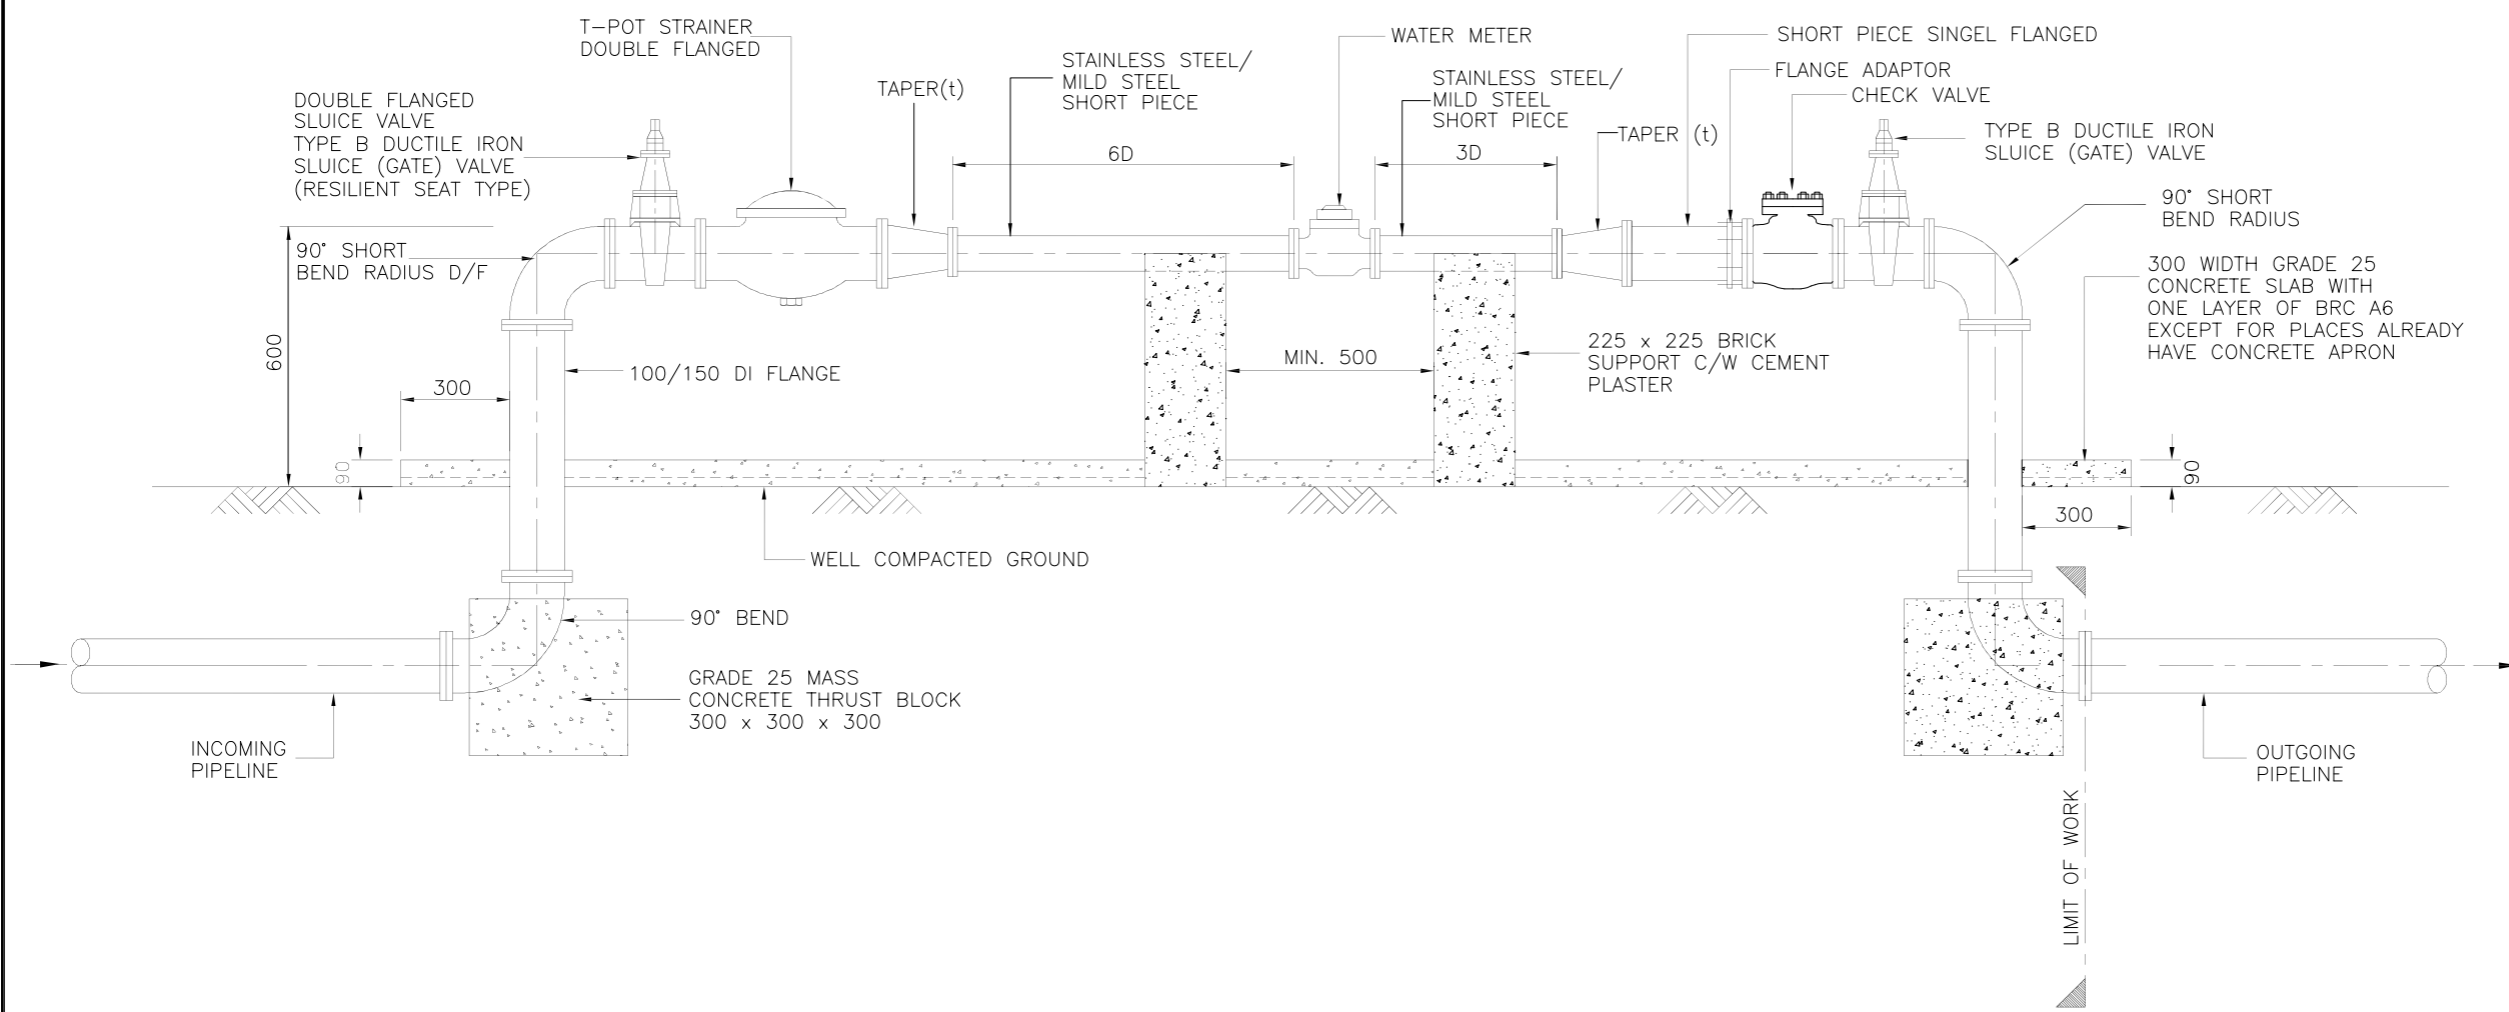 T-POT STRAINER
DOUBLE FLANGED
DOUBLE FLANGED
SLUICE VALVE
TYPE B DUCTILE IRON
SLUICE (GATE) VALVE
(RESILIENT SEAT TYPE)
TAPER(t)
STAINLESS STEEL/
MILD STEEL
SHORT PIECE
WATER METER
STAINLESS STEEL/
MILD STEEL
SHORT PIECE
SHORT PIECE SINGEL FLANGED
FLANGE ADAPTOR
CHECK VALVE
TAPER (t)
TYPE B DUCTILE IRON
SLUICE (GATE) VALVE
6D
3D
90° SHORT
BEND RADIUS
90° SHORT
BEND RADIUS D/F
300 WIDTH GRADE 25
CONCRETE SLAB WITH
ONE LAYER OF BRC A6
EXCEPT FOR PLACES ALREADY
HAVE CONCRETE APRON
600
300
100/150 DI FLANGE
MIN. 500
225 x 225 BRICK
SUPPORT C/W CEMENT
PLASTER
90
90
300
WELL COMPACTED GROUND
90° BEND
GRADE 25 MASS
CONCRETE THRUST BLOCK
300 x 300 x 300
INCOMING
PIPELINE
OUTGOING
PIPELINE
LIMIT OF WORK